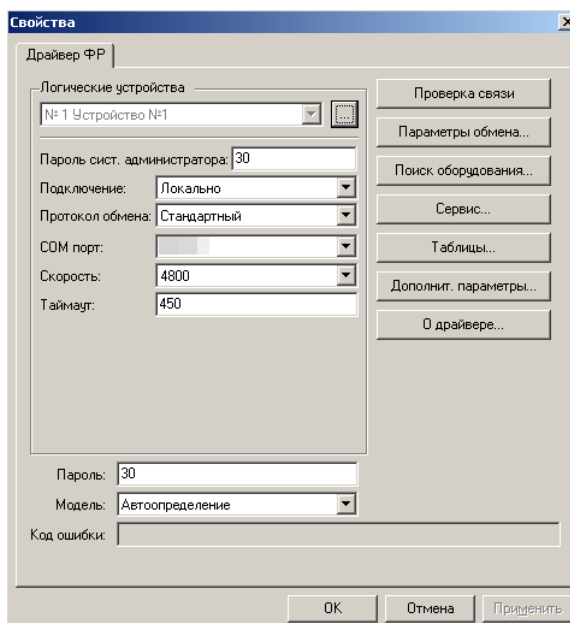 Свойства
Драйвер ФР
Логические устройства
№ 1 Устройство №1
...
Пароль сист. администратора: 30
Подключение: Локально
Протокол обмена: Стандартный
COM порт:
Скорость: 4800
Таймаут: 450
Проверка связи
Параметры обмена...
Поиск оборудования...
Сервис...
Таблицы...
Дополнит. параметры...
О драйвере...
Пароль: 30
Модель: Автоопределение
Код ошибки:
OK
Отмена
Применить